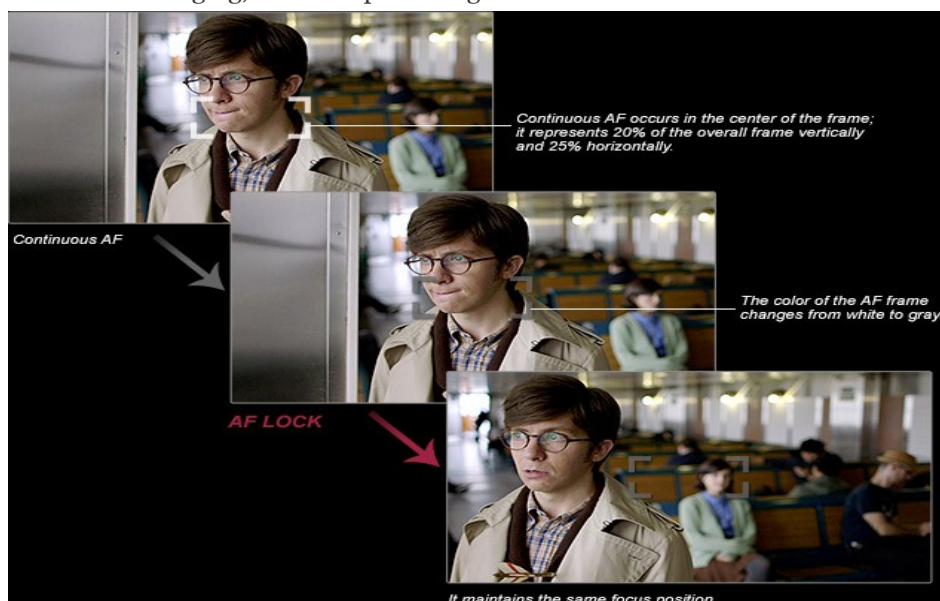 Continuous AF occurs in the center of the frame;
it represents 20% of the overall frame vertically
and 25% horizontally.
Continuous AF
The color of the AF frame
changes from white to gray
AF LOCK
It maintains the same focus position